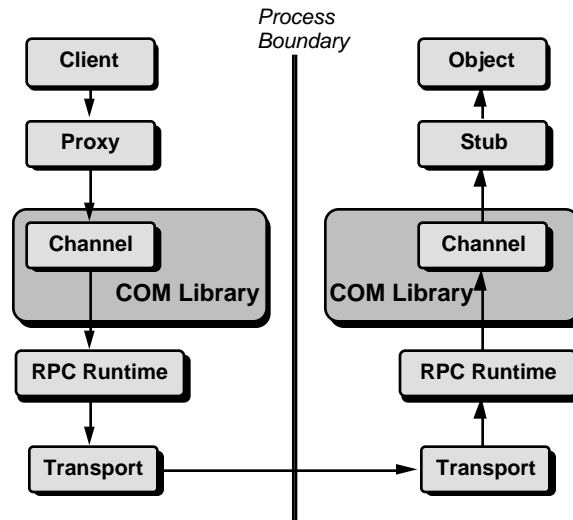 Process
Boundary
Client
Object
Proxy
Stub
Channel
Channel
COM Library
COM Library
RPC Runtime
RPC Runtime
Transport
Transport